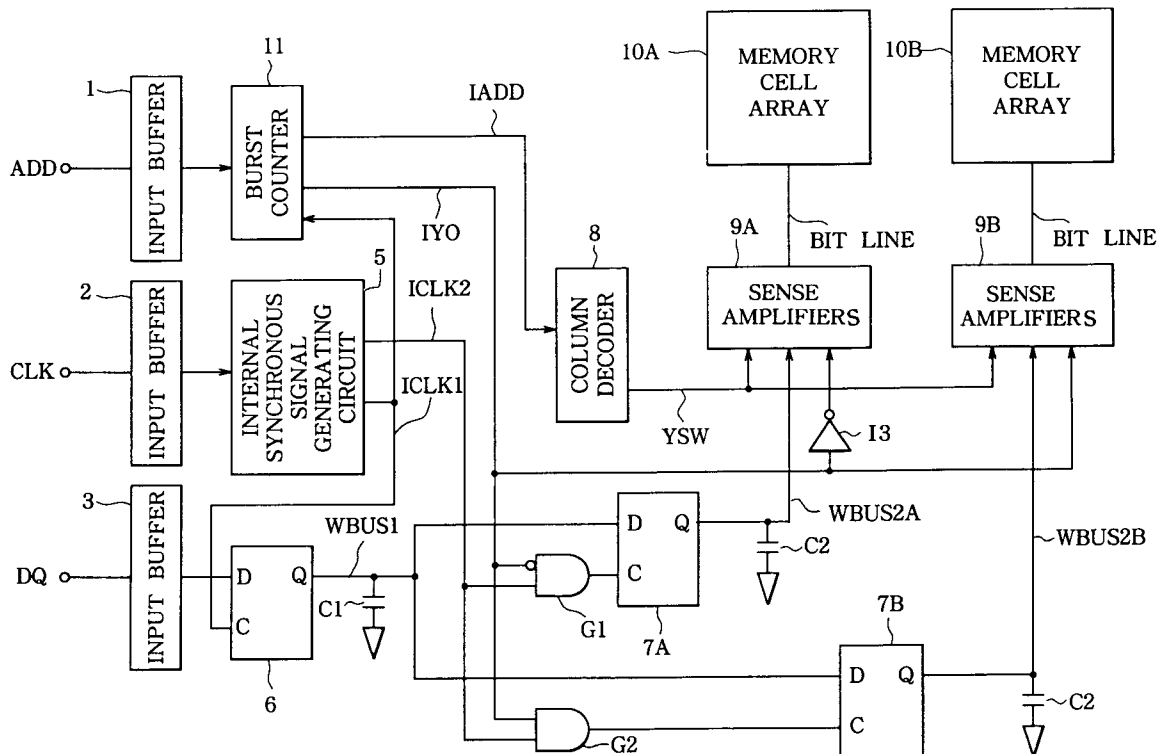 10A
MEMORY
CELL
ARRAY
10B
MEMORY
CELL
ARRAY
1
11
IADD
ADD
INPUT BUFFER
BURST
COUNTER
IYO
BIT LINE
BIT LINE
9A
9B
8
5
2
ICLK2
SENSE
AMPLIFIERS
SENSE
AMPLIFIERS
CLK
INPUT BUFFER
INTERNAL
SYNCHRONOUS
SIGNAL
GENERATING
CIRCUIT
ICLK1
COLUMN
DECODER
YSW
I3
3
WBUS1
WBUS2A
WBUS2B
DQ
INPUT BUFFER
D
Q
C
6
C1
D
Q
C
7A
C2
G1
7B
D
Q
C
C2
G2